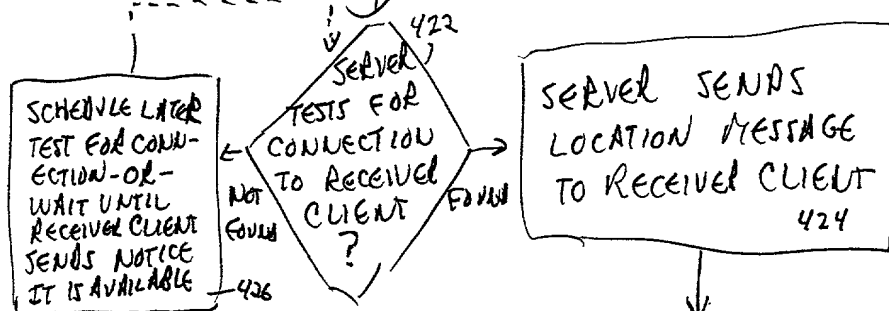 SCHEDULE LATER
TEST FOR CONN-
ECTION-OR-
WAIT UNTIL
RECEIVER CLIENT
SENDS NOTICE
IT IS AVAILABLE
426
NOT
FOUND
422
SERVER
TESTS FOR
CONNECTION
TO RECEIVER
CLIENT
?
FOUND
SERVER SENDS
LOCATION MESSAGE
TO RECEIVER CLIENT
424